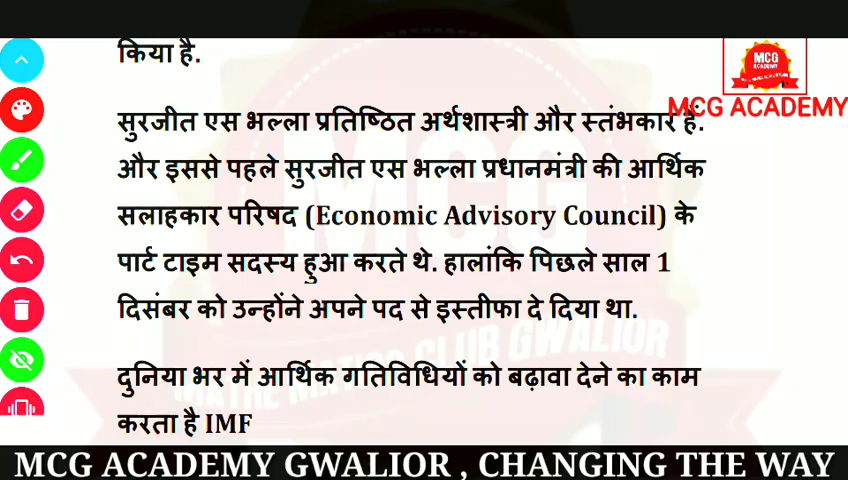 किया है.
MCG
ACADEMY
MCG ACADEMY
सुरजीत एस भल्ला प्रतिष्ठित अर्थशास्त्री और स्तंभकार हैं.
और इससे पहले सुरजीत एस भल्ला प्रधानमंत्री की आर्थिक
सलाहकार परिषद (Economic Advisory Council) के
पार्ट टाइम सदस्य हुआ करते थे. हालांकि पिछले साल 1
दिसंबर को उन्होंने अपने पद से इस्तीफा दे दिया था.
दुनिया भर में आर्थिक गतिविधियों को बढ़ावा देने का काम
करता है IMF
MCG ACADEMY GWALIOR , CHANGING THE WAY